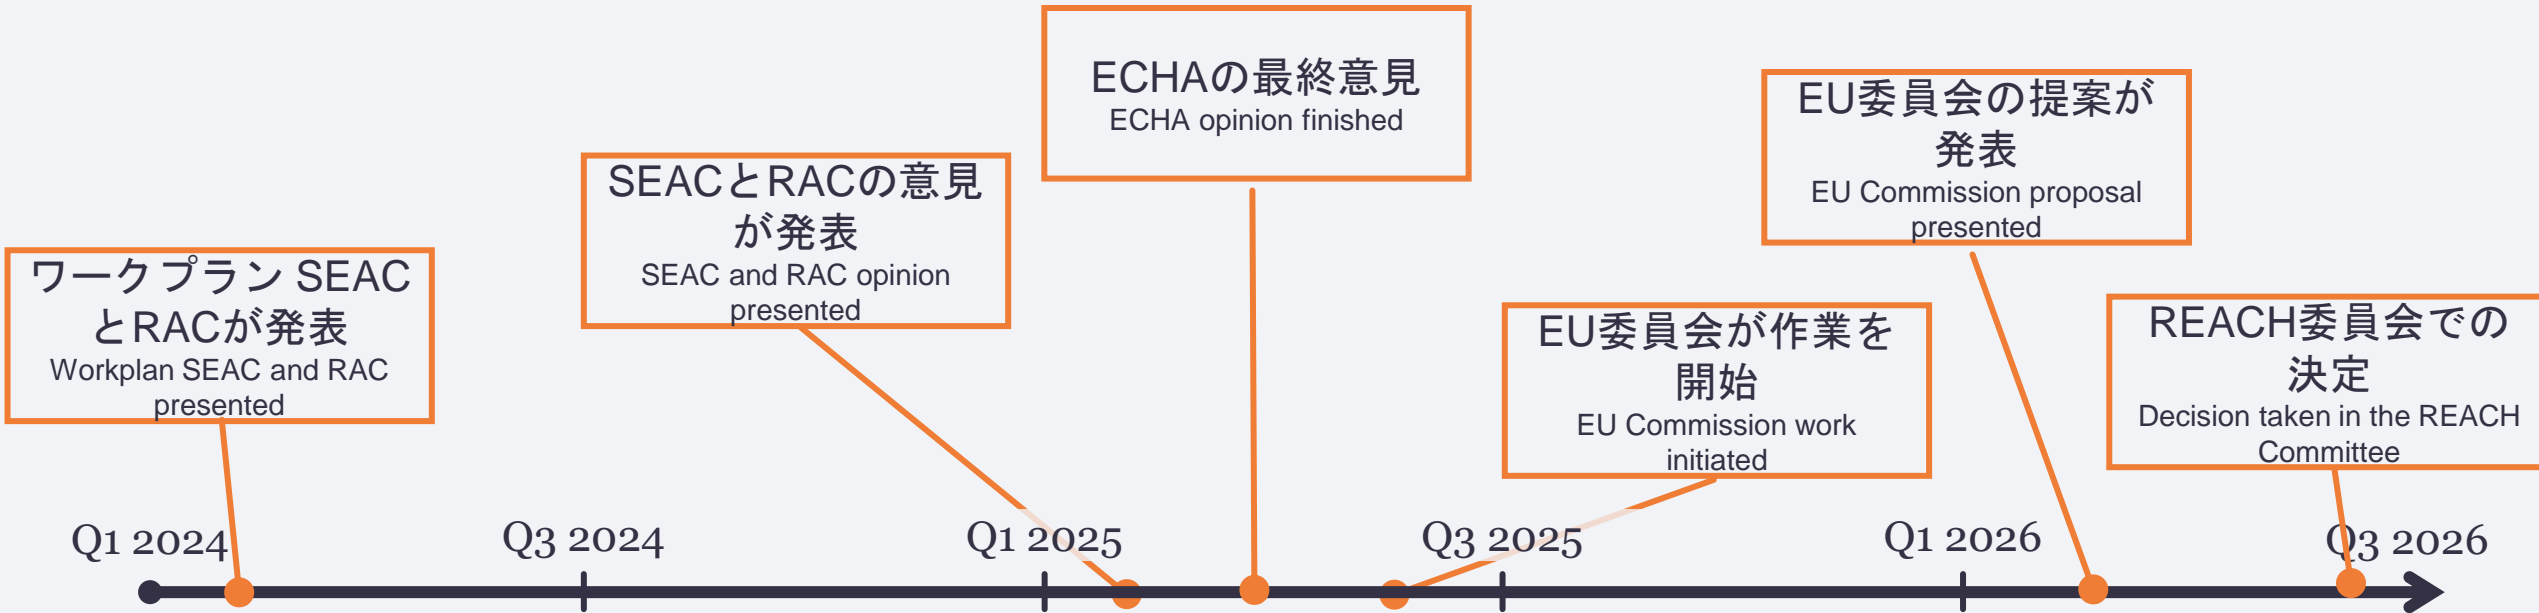 ワークプラン SEAC
とRACが発表
Workplan SEAC and RAC
presented
SEACとRACの意見
が発表
SEAC and RAC opinion
presented
ECHAの最終意見
ECHA opinion finished
EU委員会が作業を
開始
EU Commission work
initiated
EU委員会の提案が
発表
EU Commission proposal
presented
REACH委員会での
決定
Decision taken in the REACH
Committee
Q1 2024
Q3 2024
Q1 2025
Q3 2025
Q1 2026
Q3 2026